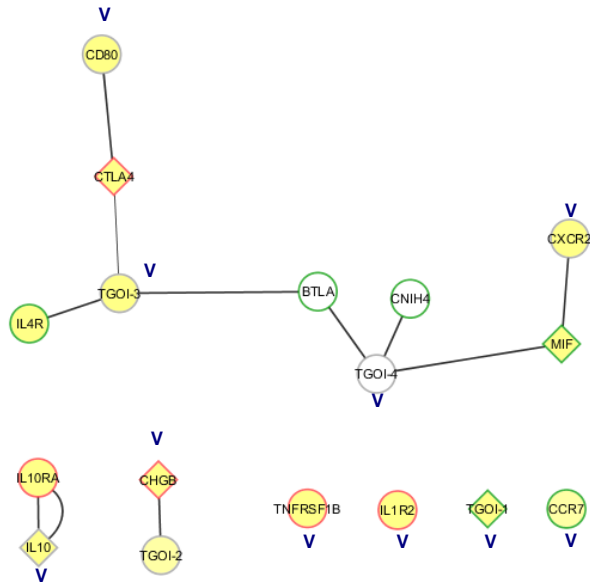 V
CD80
CTLA4
V
TGOI-3
IL4R
BTLA
CNIH4
V
CXCR2
MIF
TGOI-4
V
V
IL10RA
CHGB
TNFRSF1B
IL1R2
TGOI-1
CCR7
IL10
TGOI-2
V
V
V
V
V